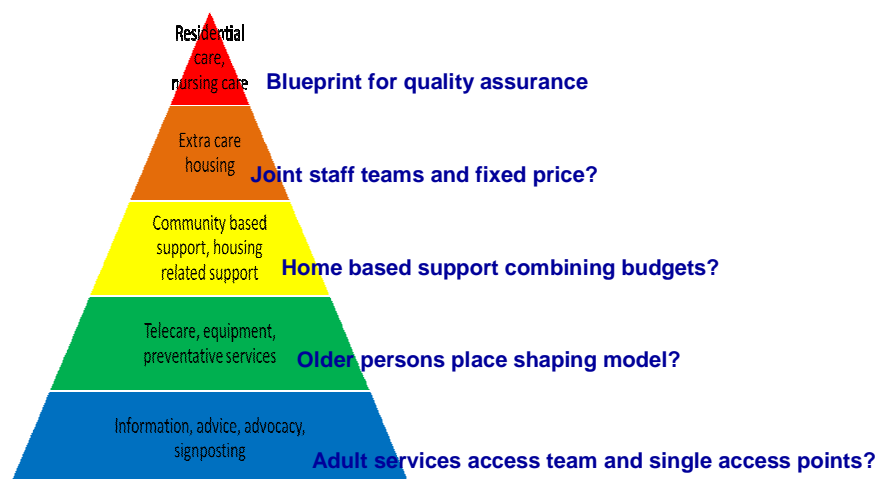 Residential
care,
nursing care
Blueprint for quality assurance
Extra care
housing
Joint staff teams and fixed price?
Community based
support, housing
related support
Home based support combining budgets?
Telecare, equipment,
preventative services
Older persons place shaping model?
Information, advice, advocacy,
signposting
Adult services access team and single access points?